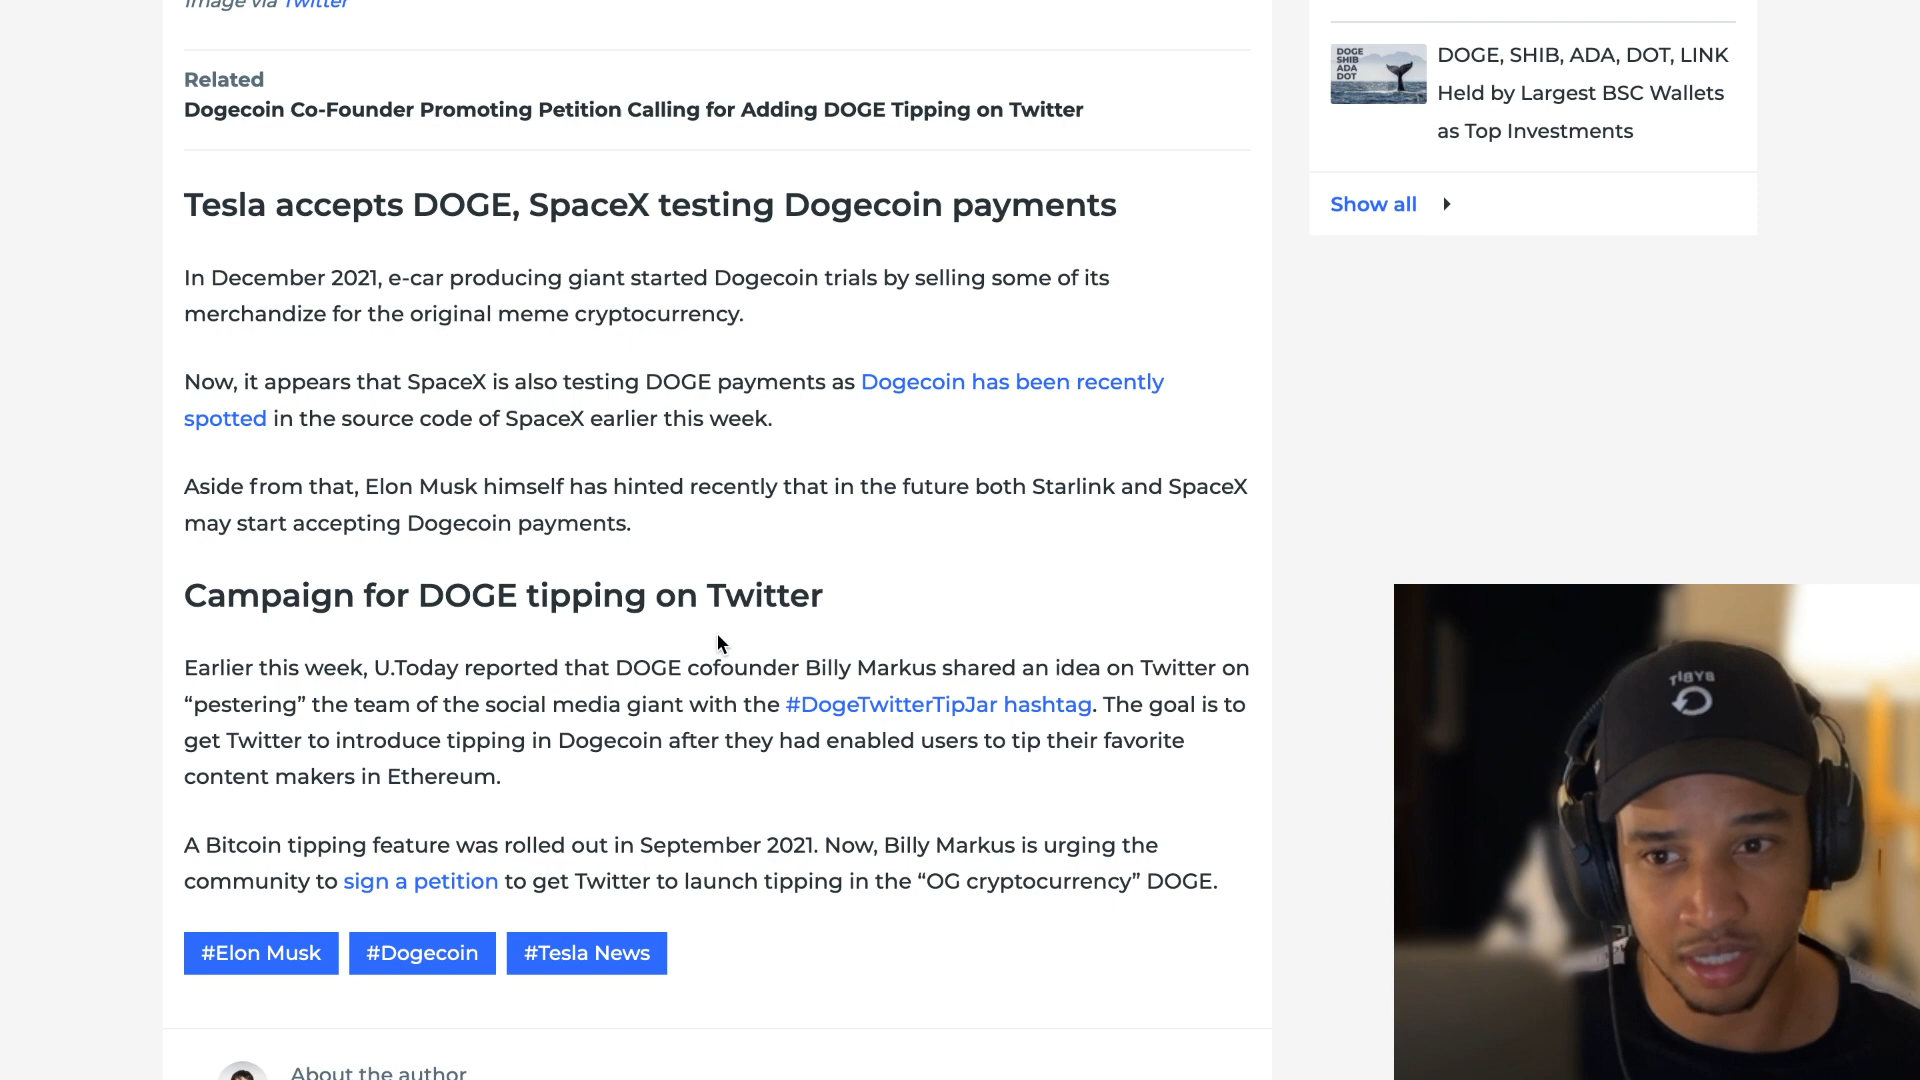 Image via Twitter
Related
Dogecoin Co-Founder Promoting Petition Calling for Adding DOGE Tipping on Twitter
Tesla accepts DOGE, SpaceX testing Dogecoin payments
In December 2021, e-car producing giant started Dogecoin trials by selling some of its
merchandize for the original meme cryptocurrency.
Now, it appears that SpaceX is also testing DOGE payments as Dogecoin has been recently
spotted in the source code of SpaceX earlier this week.
Aside from that, Elon Musk himself has hinted recently that in the future both Starlink and SpaceX
may start accepting Dogecoin payments.
Campaign for DOGE tipping on Twitter
Earlier this week, U.Today reported that DOGE cofounder Billy Markus shared an idea on Twitter on
“pestering” the team of the social media giant with the #DogeTwitterTipJar hashtag. The goal is to
get Twitter to introduce tipping in Dogecoin after they had enabled users to tip their favorite
content makers in Ethereum.
A Bitcoin tipping feature was rolled out in September 2021. Now, Billy Markus is urging the
community to sign a petition to get Twitter to launch tipping in the “OG cryptocurrency” DOGE.
#Elon Musk #Dogecoin #Tesla News
About the author
DOGE
SHIB
ADA
DOT
DOGE, SHIB, ADA, DOT, LINK
Held by Largest BSC Wallets
as Top Investments
Show all